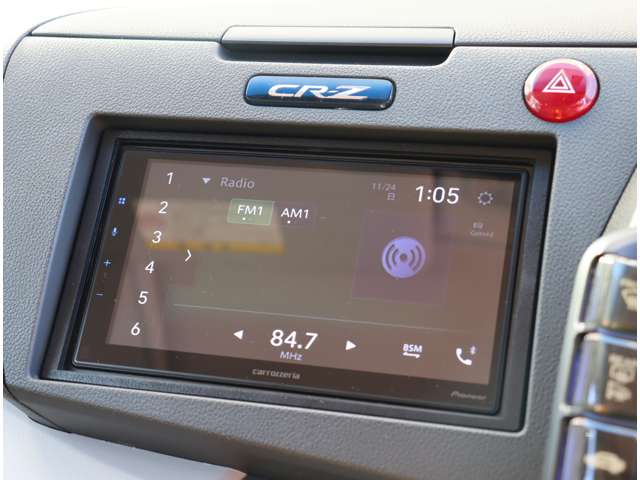 CR-Z
1 Radio 11/24 1:05
日
2 FM1 AM1
3
4
5
6
84.7 BSM
MHz
carrozzeria
Pioneer